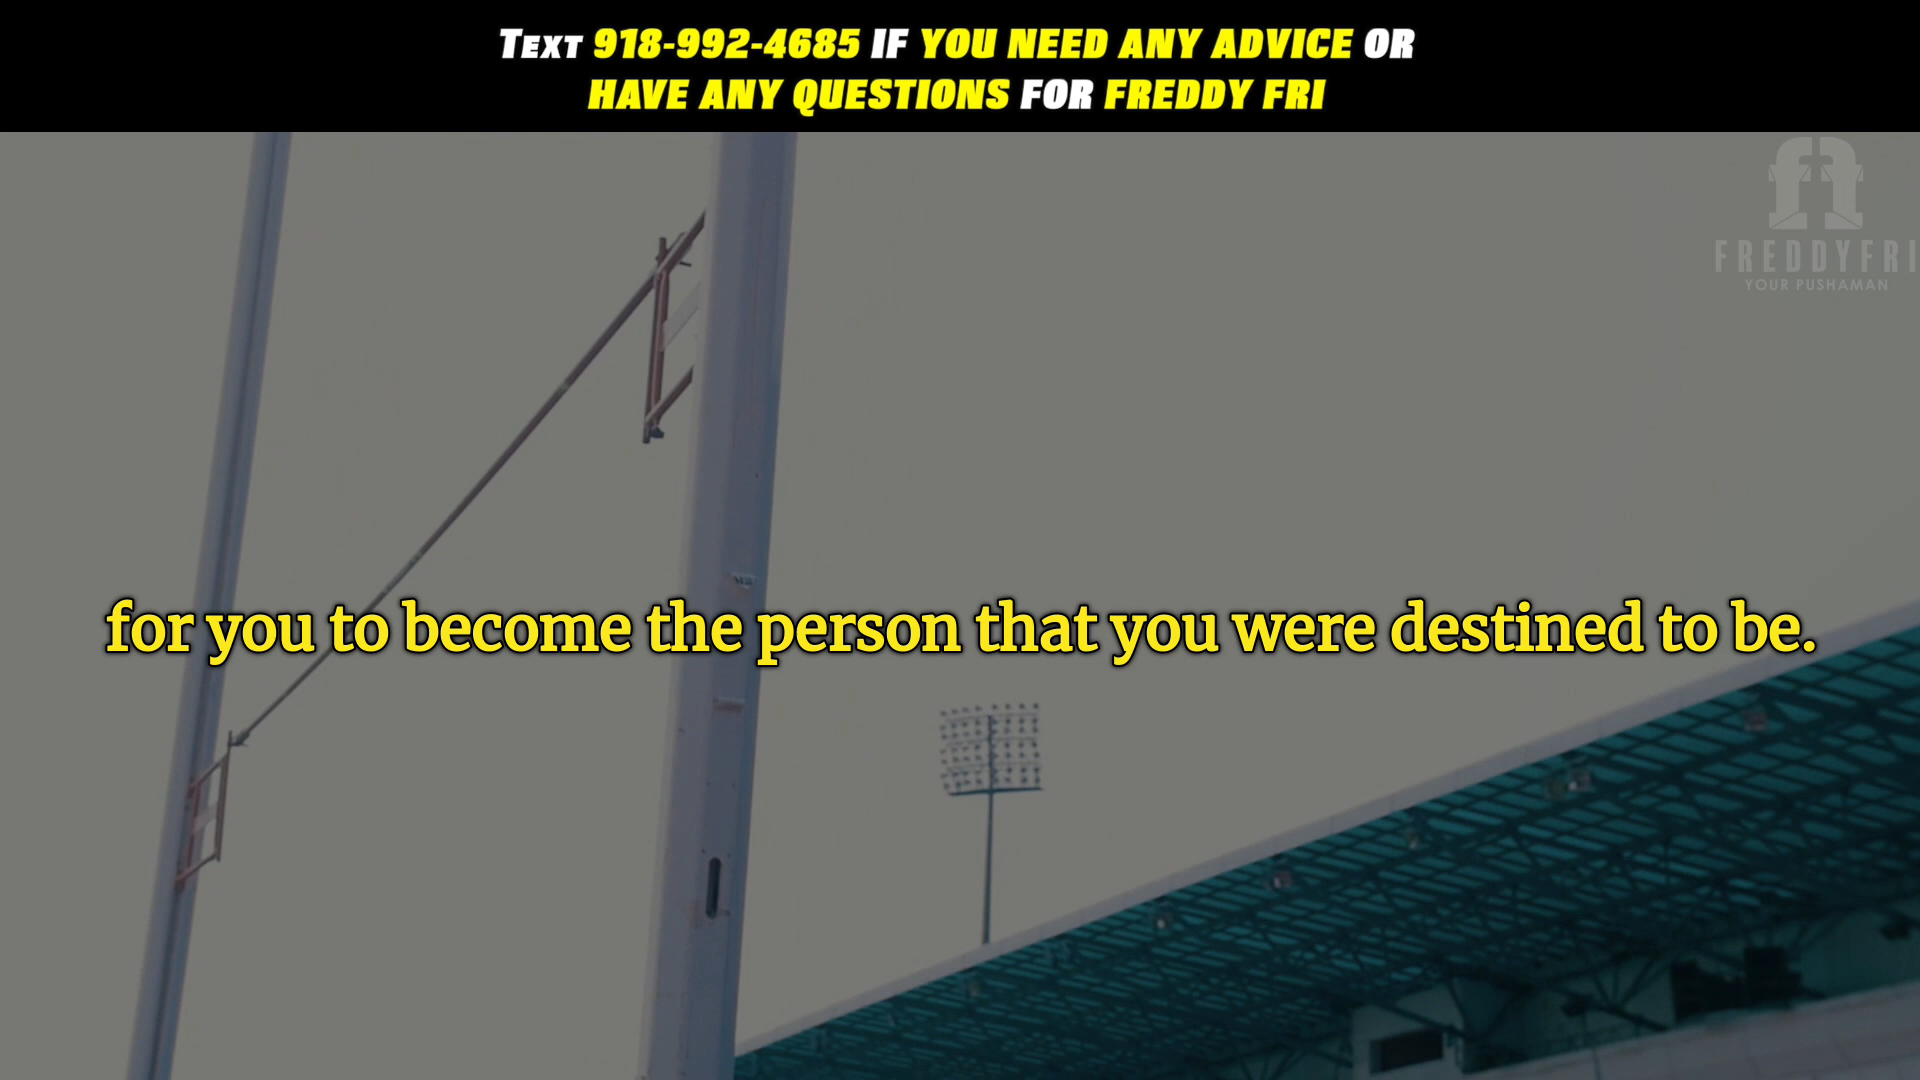 Text 918-992-4685 IF YOU NEED ANY ADVICE OR
HAVE ANY QUESTIONS FOR FREDDY FRI
FREDDYFRI
YOUR PUSHAMAN
for you to become the person that you were destined to be.